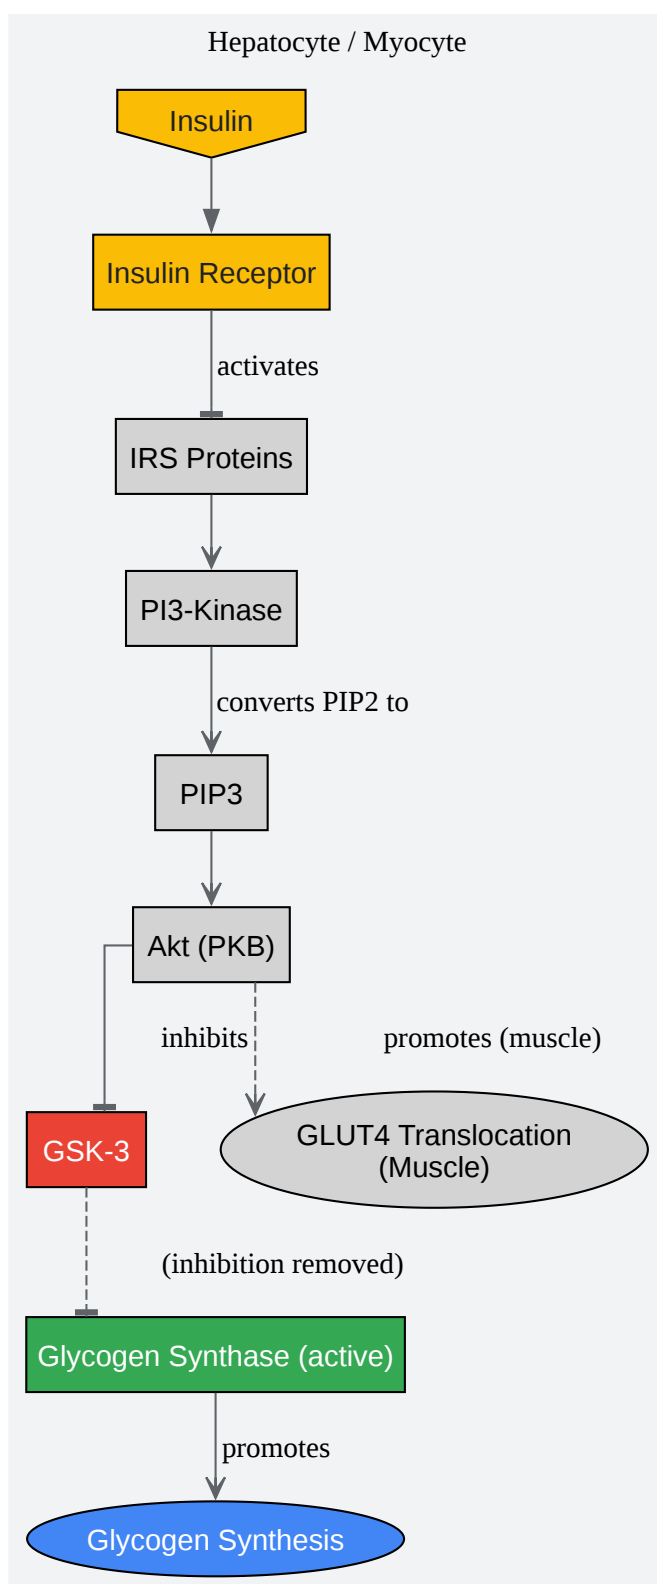 Hepatocyte / Myocyte
Insulin
Insulin Receptor
activates
IRS Proteins
PI3-Kinase
converts PIP2 to
PIP3
Akt (PKB)
inhibits
promotes (muscle)
GSK-3
GLUT4 Translocation
(Muscle)
(inhibition removed)
Glycogen Synthase (active)
promotes
Glycogen Synthesis